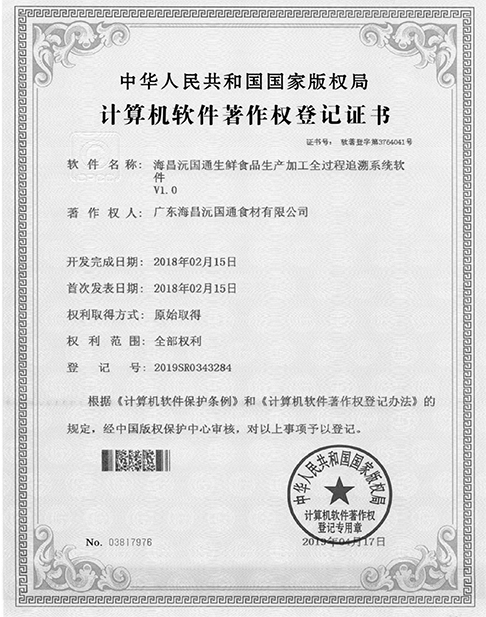 中华人民共和国国家版权局
计算机软件著作权登记证书
证书号： 软著登字第3764041号
软件名称： 海昌沅国通生鲜食品生产加工全过程追溯系统软
件
V1.0
著作权人： 广东海昌沅国通食材有限公司
开发完成日期： 2018年02月15日
首次发表日期： 2018年02月15日
权利取得方式： 原始取得
权利范围： 全部权利
登记号： 2019SR0343284
根据《计算机软件保护条例》和《计算机软件著作权登记办法》的
规定，经中国版权保护中心审核，对以上事项予以登记。
中华人民共和国国家版权局
计算机软件著作权
登记专用章
No. 03817976
2019年04月17日